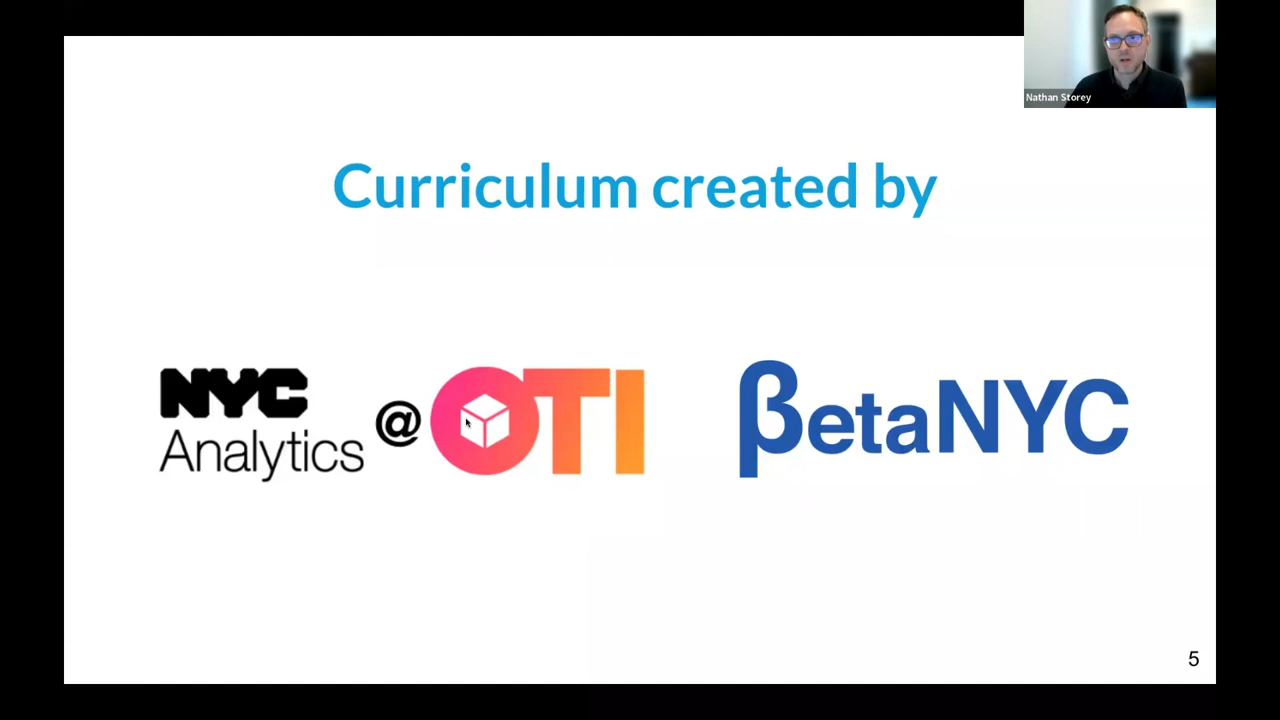 Nathan Storey
Curriculum created by
NYC
Analytics
@
OTI
βetaNYC
5